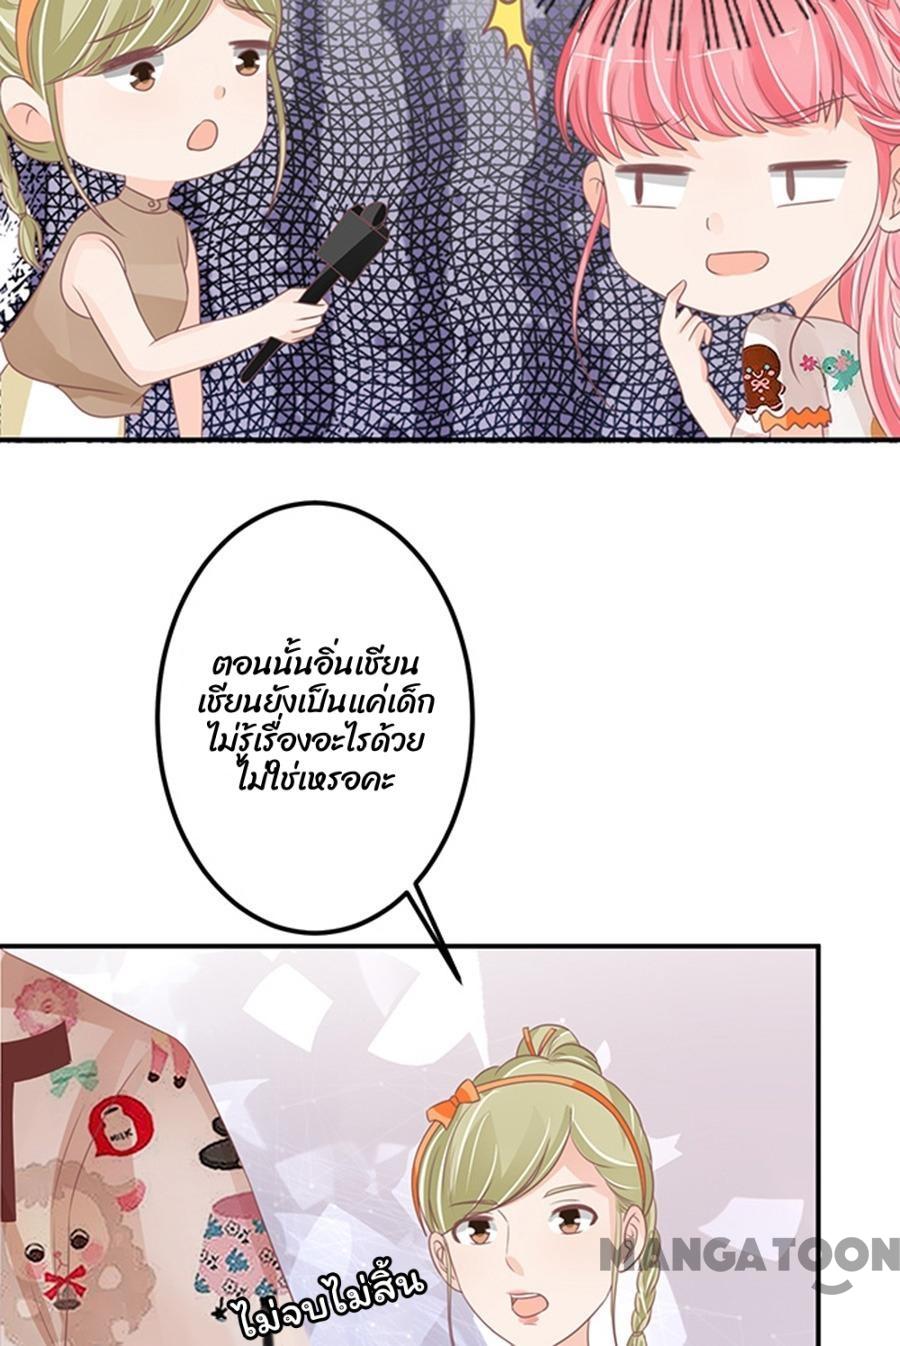 ตอนนั้นอิ่นเชียน
เชียนยังเป็นแค่เด็ก
ไม่รู้เรื่องอะไรด้วย
ไม่ใช่เหรอคะ
MILK
MANGATOON
ไม่จบไม่สิ้น